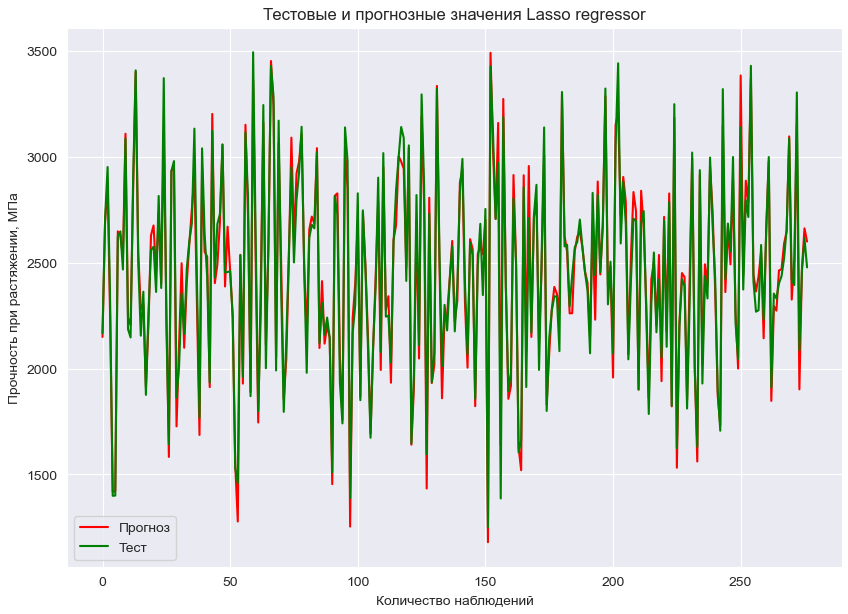 Тестовые и прогнозные значения Lasso regressor
Прочность при растяжении, МПа
3500
3000
2500
2000
1500
Прогноз
Тест
0 50 100 150 200 250
Количество наблюдений